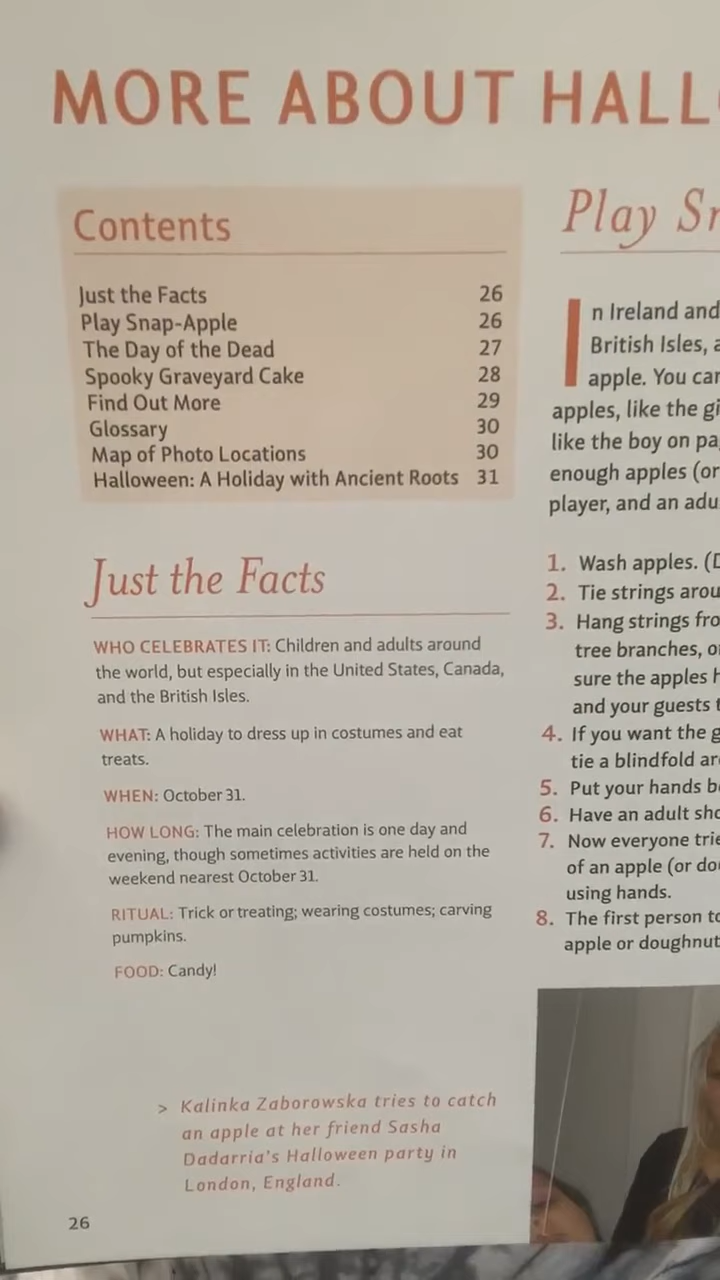 MORE ABOUT
Contents
Just the Facts 26
Play Snap-Apple 26
The Day of the Dead 27
Spooky Graveyard Cake 28
Find Out More 29
Glossary 30
Map of Photo Locations 30
Halloween: A Holiday with Ancient Roots 31
Just the Facts
WHO CELEBRATES IT: Children and adults around
the world, but especially in the United States, Canada,
and the British Isles.
WHAT: A holiday to dress up in costumes and eat
treats.
WHEN: October 31.
HOW LONG: The main celebration is one day and
evening, though sometimes activities are held on the
weekend nearest October 31.
RITUAL: Trick or treating; wearing costumes; carving
pumpkins.
FOOD: Candy!
> Kalinka Zaborowska tries to catch
an apple at her friend Sasha
Dadarria's Halloween party in
London, England.
26
Play
In Ireland and
British Isles,
apple. You
apples, like the
like the boy on
enough apples (or
player, and an
1. Wash apples.
2. Tie strings
3. Hang strings
tree branches,
sure the apples
and your guests
4. If you want the
tie a blindfold
5. Put your hands
6. Have an adult
7. Now everyone
of an apple (or
using hands.
8. The first person
apple or doughnut